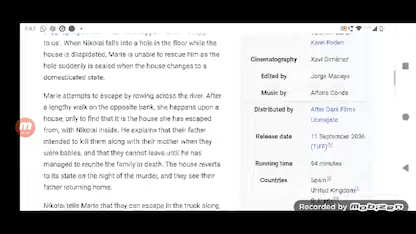 8:47
to us'. When Nikolai falls into a hole in the floor while the
house is dilapidated, Marie is unable to rescue him as the
hole suddenly is sealed when the house changes to a
domesticated state.
Marie attempts to escape by rowing across the river. After
a lengthy walk on the opposite bank, she happens upon a
house, only to find that it is the house she has escaped
from, with Nikolai inside. He explains that their father
intended to kill them along with their mother when they
were babies, and that they cannot leave until he has
managed to reunite the family in death. The house reverts
to its state on the night of the murder, and they see their
father returning home.
Nikolai tells Marie that they can escape in the truck along
Karel Roden
Cinematography Xavi Giménez
Edited by Jorge Macaya
Music by Alfons Conde
Distributed by After Dark Films
Lionsgate
Release date 11 September 2006
(TIFF)
Running time 94 minutes
Countries Spain
United Kingdom
Recorded by Mobizen